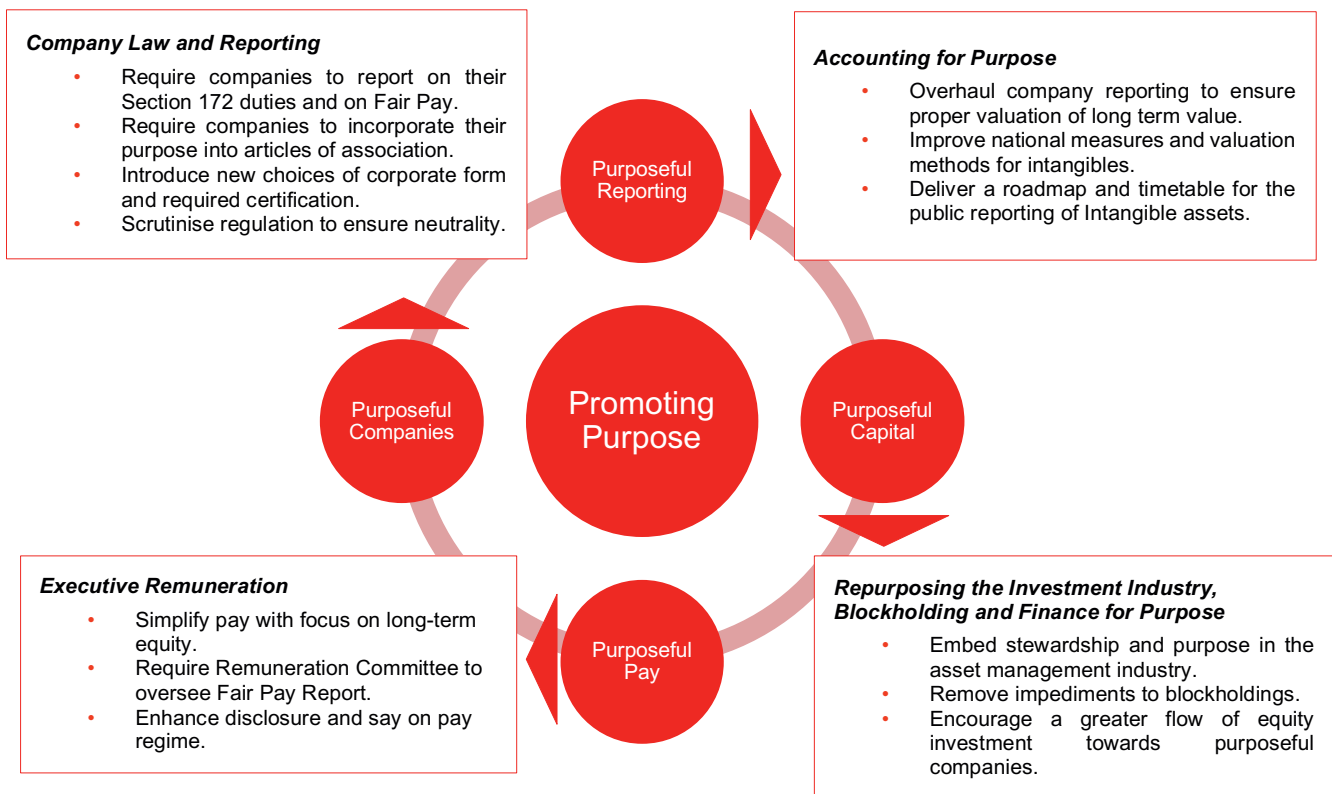 Company Law and Reporting
• Require companies to report on their
Section 172 duties and on Fair Pay.
• Require companies to incorporate their
purpose into articles of association.
• Introduce new choices of corporate form
and required certification.
• Scrutinise regulation to ensure neutrality.
Accounting for Purpose
• Overhaul company reporting to ensure
proper valuation of long term value.
• Improve national measures and valuation
methods for intangibles.
• Deliver a roadmap and timetable for the
public reporting of Intangible assets.
Purposeful
Reporting
Purposeful
Companies
Promoting
Purpose
Purposeful
Capital
Purposeful
Pay
Executive Remuneration
• Simplify pay with focus on long-term
equity.
• Require Remuneration Committee to
oversee Fair Pay Report.
• Enhance disclosure and say on pay
regime.
Repurposing the Investment Industry,
Blockholding and Finance for Purpose
• Embed stewardship and purpose in the
asset management industry.
• Remove impediments to blockholdings.
• Encourage a greater flow of equity
investment towards purposeful
companies.